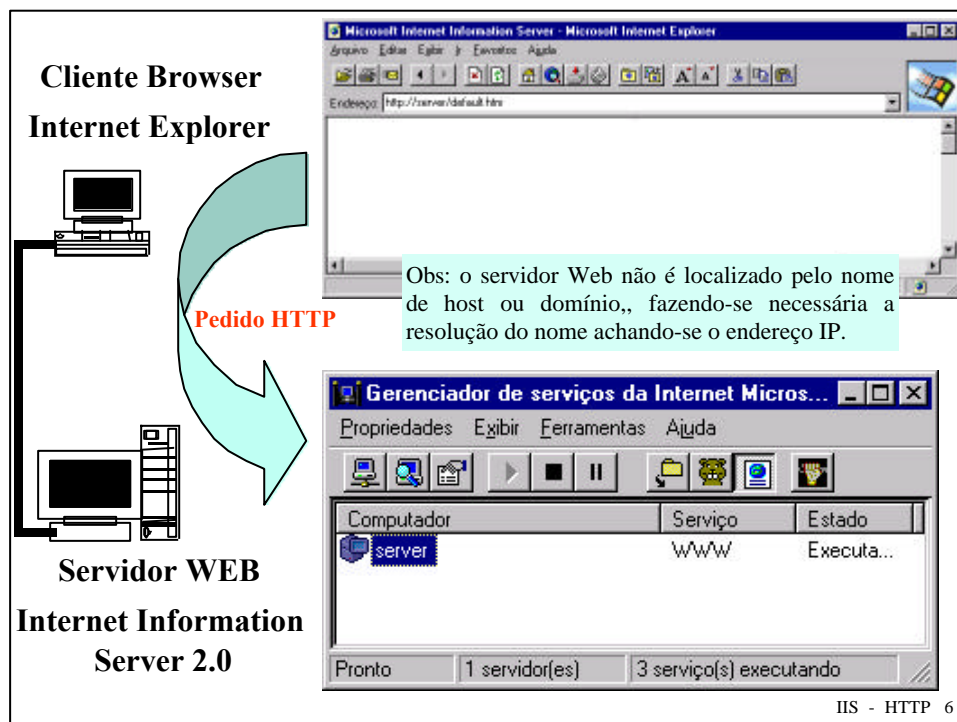 Cliente Browser
Internet Explorer
Microsoft Internet Information Server - Microsoft Internet Explorer
Arquivo Editar Exibir Ir Favoritos Ajuda
Endereço http://server/default.htm
Obs: o servidor Web não é localizado pelo nome
de host ou domínio,, fazendo-se necessária a
resolução do nome achando-se o endereço IP.
Pedido HTTP
Gerenciador de serviços da Internet Micros...
Propriedades Exibir Ferramentas Ajuda
Computador Serviço Estado
server WWW Executa...
Pronto 1 servidor(es) 3 serviço(s) executando
Servidor WEB
Internet Information
Server 2.0
IIS - HTTP 6